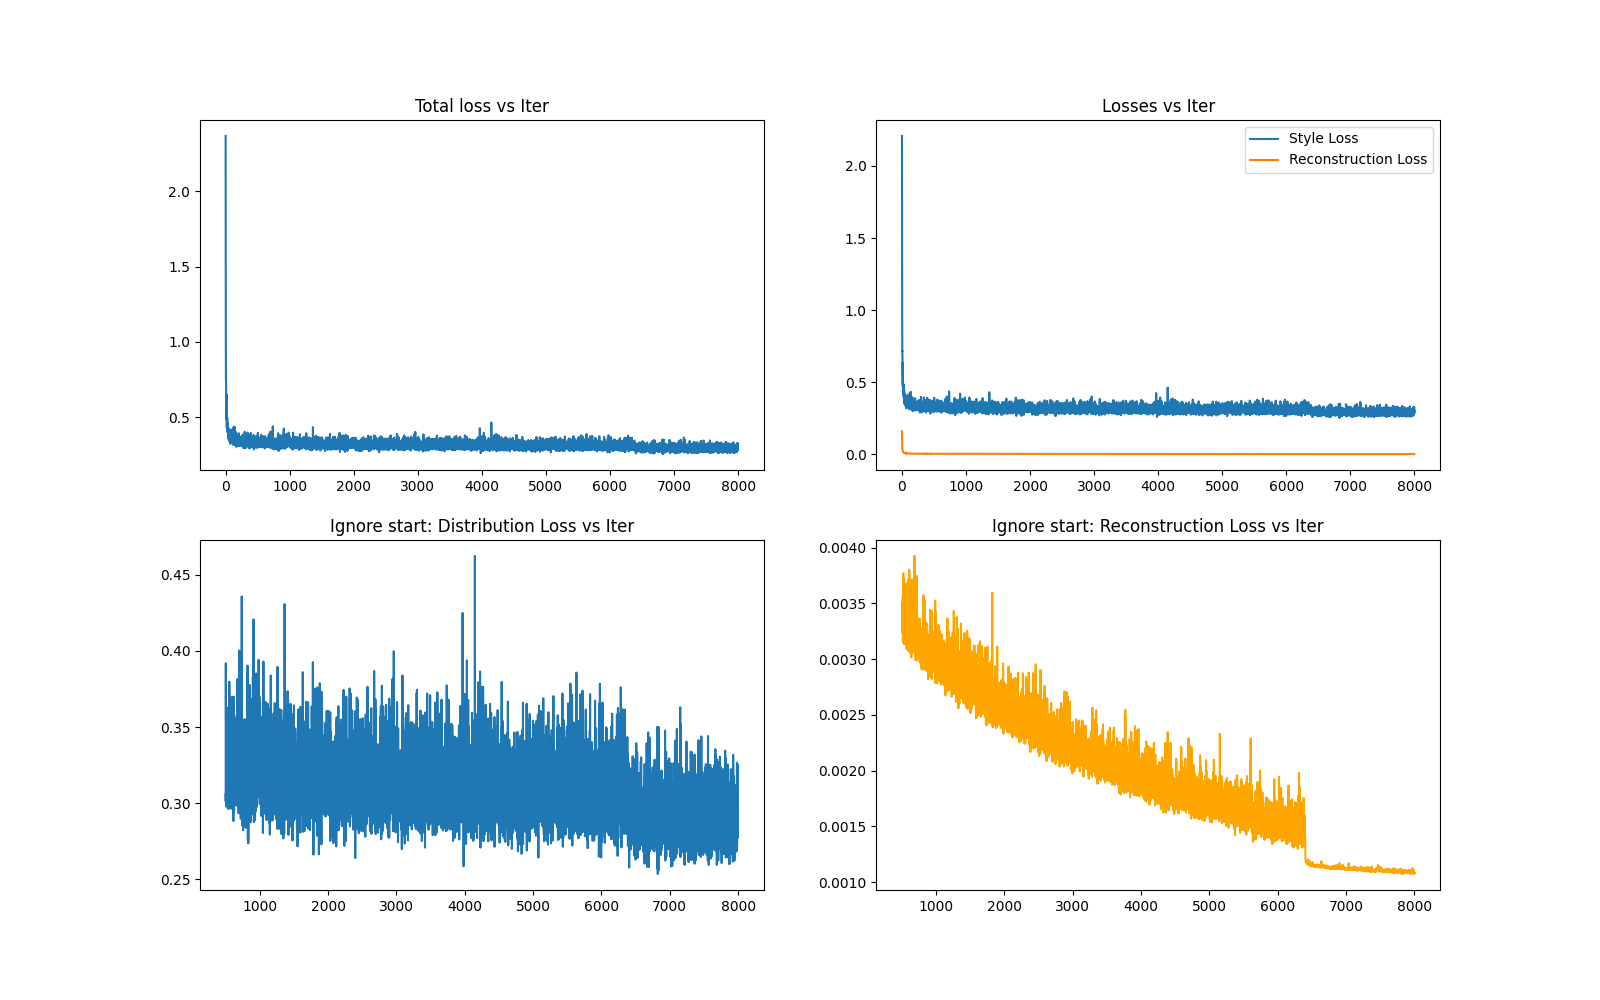 Total loss vs Iter
2.0
1.5
1.0
0.5
0 1000 2000 3000 4000 5000 6000 7000 8000
Losses vs Iter
Style Loss
Reconstruction Loss
2.0
1.5
1.0
0.5
0.0
0 1000 2000 3000 4000 5000 6000 7000 8000
Ignore start: Distribution Loss vs Iter
0.45
0.40
0.35
0.30
0.25
1000 2000 3000 4000 5000 6000 7000 8000
Ignore start: Reconstruction Loss vs Iter
0.0040
0.0035
0.0030
0.0025
0.0020
0.0015
0.0010
1000 2000 3000 4000 5000 6000 7000 8000